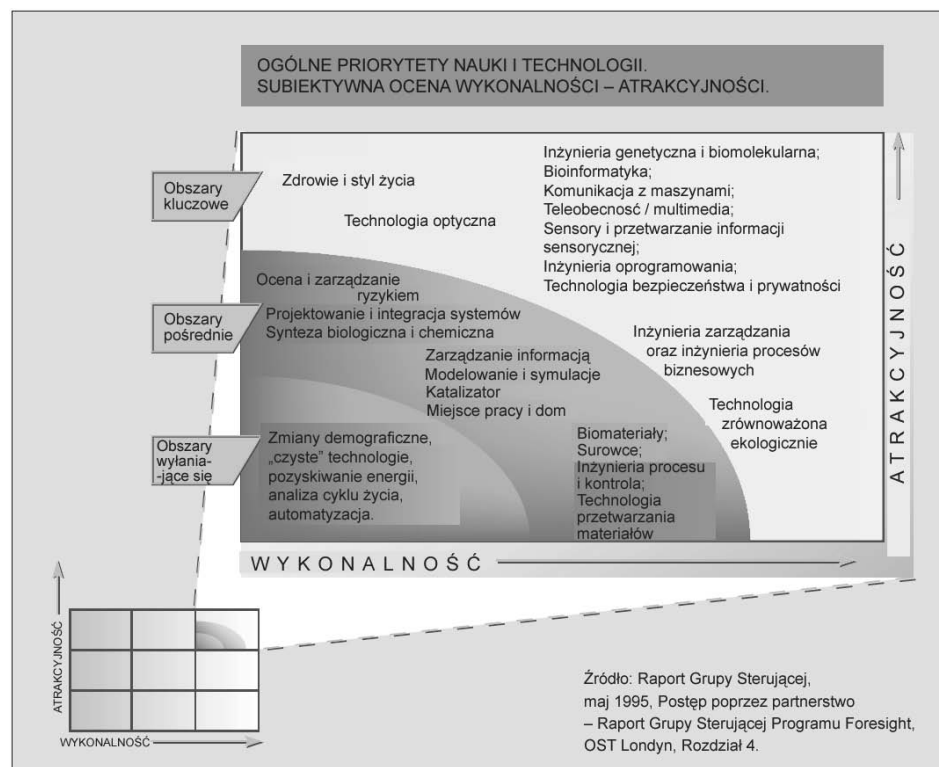 OGÓLNE PRIORYTETY NAUKI I TECHNOLOGII.
SUBIEKTYWNA OCENA WYKONALNOŚCI – ATRAKCYJNOŚCI.
Obszary
kluczowe
Zdrowie i styl życia
Technologia optyczna
Inżynieria genetyczna i biomolekularna;
Bioinformatyka;
Komunikacja z maszynami;
Teleobecność / multimedia;
Sensory i przetwarzanie informacji
sensorycznej;
Inżynieria oprogramowania;
Technologia bezpieczeństwa i prywatności
Obszary
pośrednie
Ocena i zarządzanie
ryzykiem
Projektowanie i integracja systemów
Synteza biologiczna i chemiczna
Zarządzanie informacją
Modelowanie i symulacje
Katalizator
Miejsce pracy i dom
Inżynieria zarządzania
oraz inżynieria procesów
biznesowych
Technologia
zrównoważona
ekologicznie
Obszary
wyłania-
-jące się
Zmiany demograficzne,
„czyste” technologie,
pozyskiwanie energii,
analiza cyklu życia,
automatyzacja.
Biomateriały;
Surowce;
Inżynieria procesu
i kontrola;
Technologia
przetwarzania
materiałów
ATRAKCYJNOŚĆ
WYKONALNOŚĆ
ATRAKCYJNOŚĆ
WYKONALNOŚĆ
Źródło: Raport Grupy Sterującej,
maj 1995, Postęp poprzez partnerstwo
– Raport Grupy Sterującej Programu Foresight,
OST Londyn, Rozdział 4.